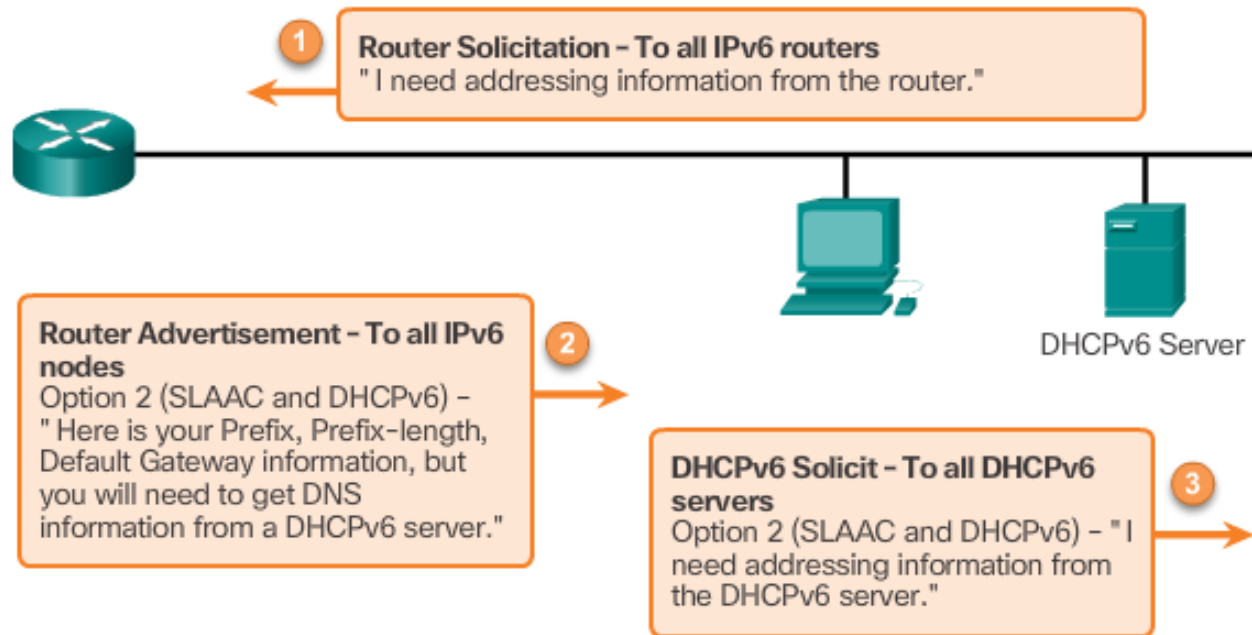 1
Router Solicitation – To all IPv6 routers
" I need addressing information from the router."
DHCPv6 Server
Router Advertisement – To all IPv6
nodes
Option 2 (SLAAC and DHCPv6) –
" Here is your Prefix, Prefix-length,
Default Gateway information, but
you will need to get DNS
information from a DHCPv6 server."
2
DHCPv6 Solicit – To all DHCPv6
servers
Option 2 (SLAAC and DHCPv6) – " I
need addressing information from
the DHCPv6 server."
3